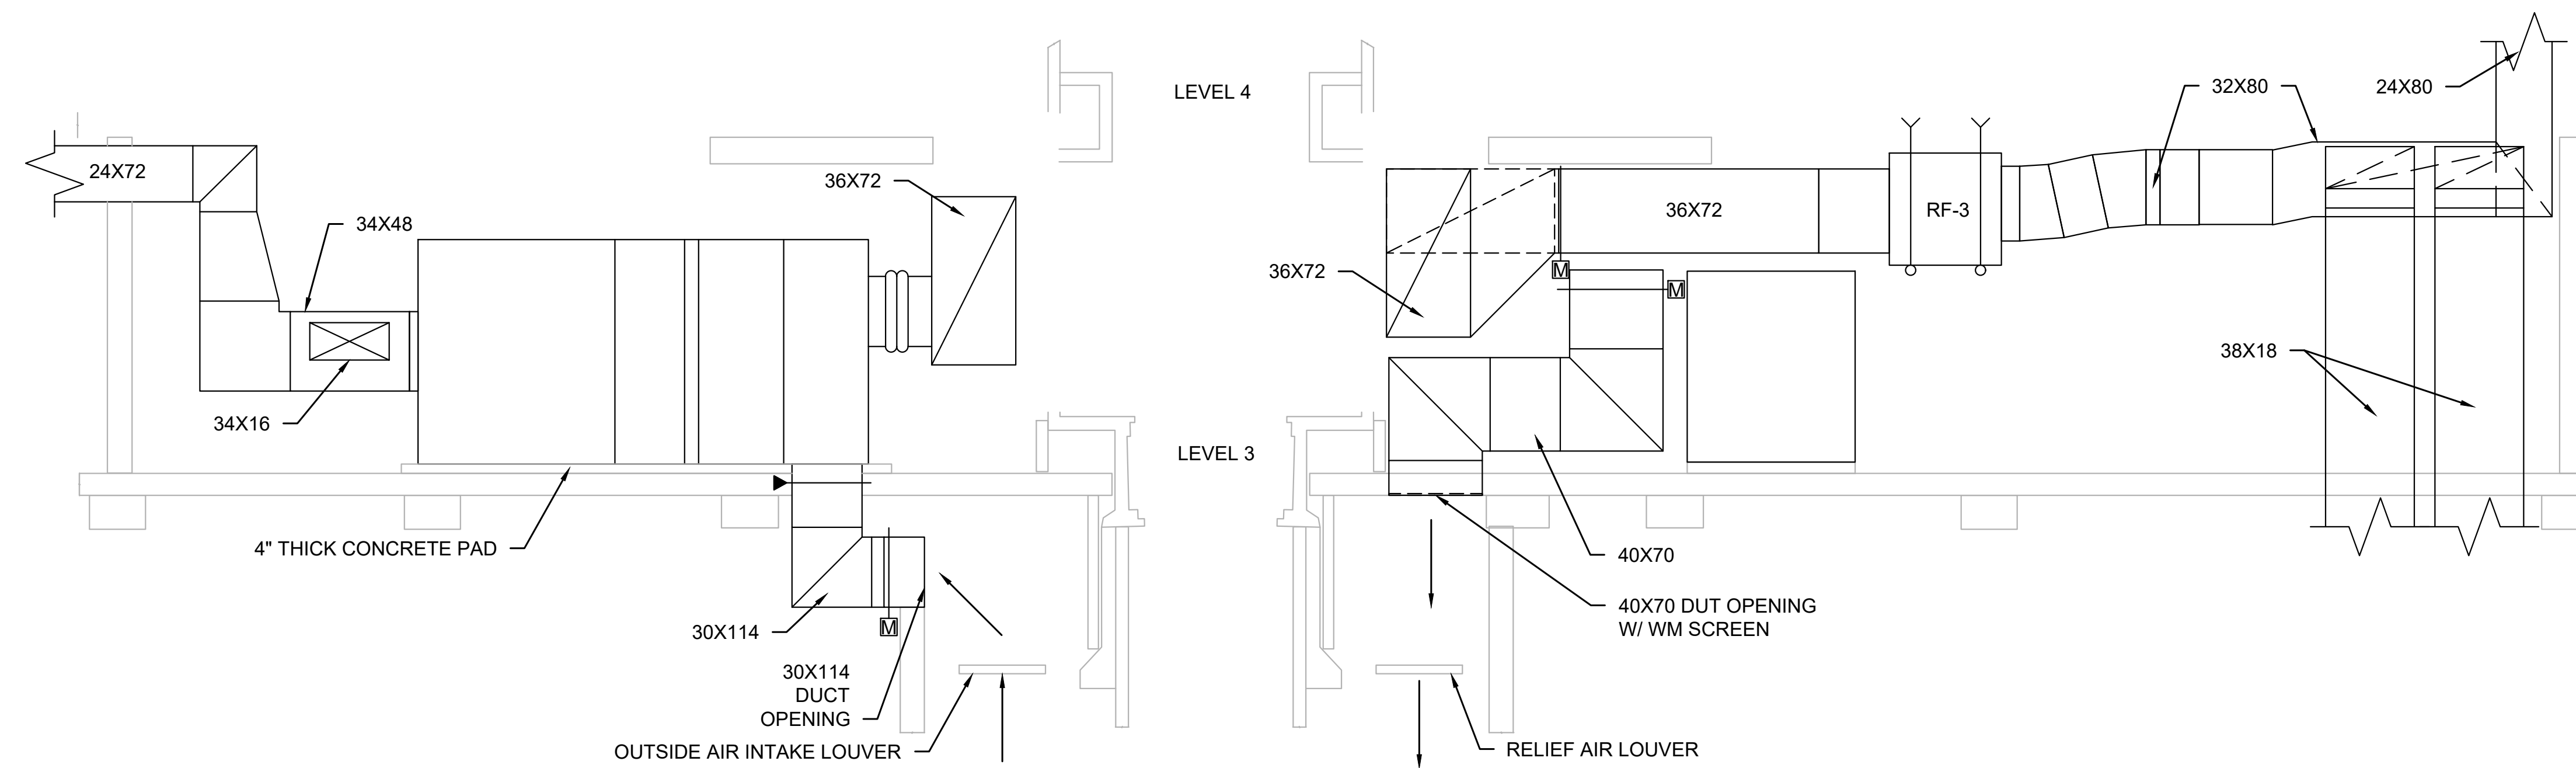 LEVEL 4
32X80
24X80
24X72
36X72
34X48
36X72
RF-3
36X72
M
M
38X18
34X16
LEVEL 3
4" THICK CONCRETE PAD
40X70
30X114
M
40X70 DUT OPENING
W/ WM SCREEN
30X114
DUCT
OPENING
OUTSIDE AIR INTAKE LOUVER
RELIEF AIR LOUVER